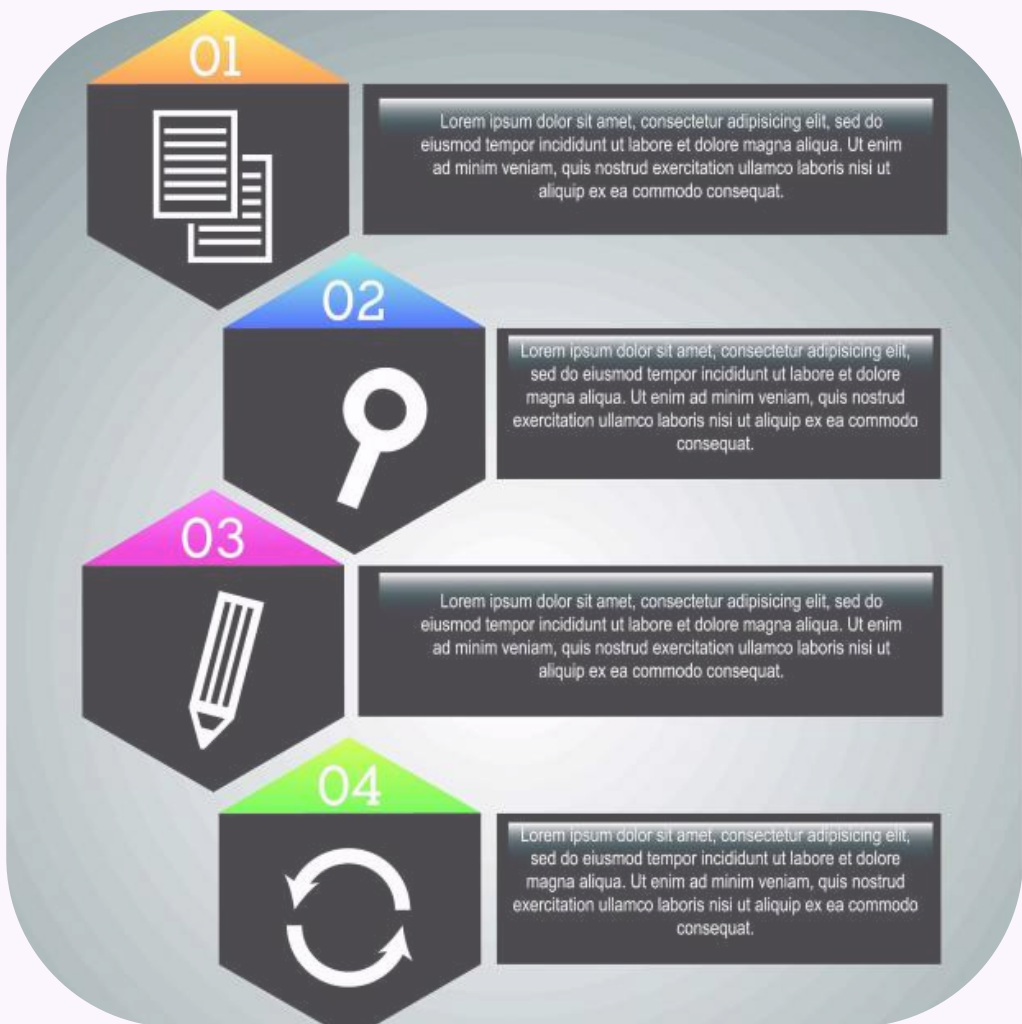 01
Lorem ipsum dolor sit amet, consectetur adipisicing elit, sed do
eiusmod tempor incididunt ut labore et dolore magna aliqua. Ut enim
ad minim veniam, quis nostrud exercitation ullamco laboris nisi ut
aliquip ex ea commodo consequat.
02
Lorem ipsum dolor sit amet, consectetur adipisicing elit,
sed do eiusmod tempor incididunt ut labore et dolore
magna aliqua. Ut enim ad minim veniam, quis nostrud
exercitation ullamco laboris nisi ut aliquip ex ea commodo
consequat.
03
Lorem ipsum dolor sit amet, consectetur adipisicing elit, sed do
eiusmod tempor incididunt ut labore et dolore magna aliqua. Ut enim
ad minim veniam, quis nostrud exercitation ullamco laboris nisi ut
aliquip ex ea commodo consequat.
04
Lorem ipsum dolor sit amet, consectetur adipisicing elit,
sed do eiusmod tempor incididunt ut labore et dolore
magna aliqua. Ut enim ad minim veniam, quis nostrud
exercitation ullamco laboris nisi ut aliquip ex ea commodo
consequat.